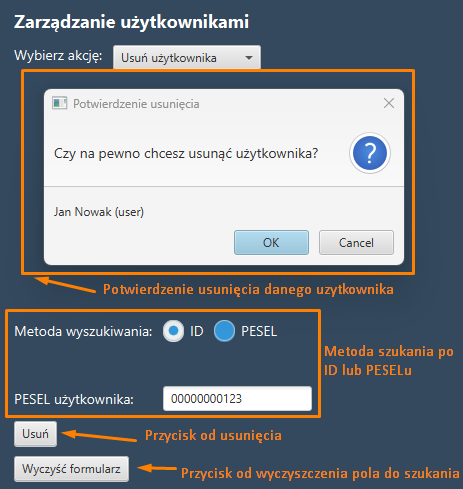 Zarządzanie użytkownikami
Wybierz akcję: Usuń użytkownika
Potwierdzenie usunięcia
Czy na pewno chcesz usunąć użytkownika?
?
Jan Nowak (user)
OK Cancel
Potwierdzenie usunięcia danego uzytkownika
Metoda wyszukiwania: ID PESEL
Metoda szukania po
ID lub PESELu
PESEL użytkownika: 00000000123
Usuń
Przycisk od usunięcia
Wyczyść formularz
Przycisk od wyczyszczenia pola do szukania